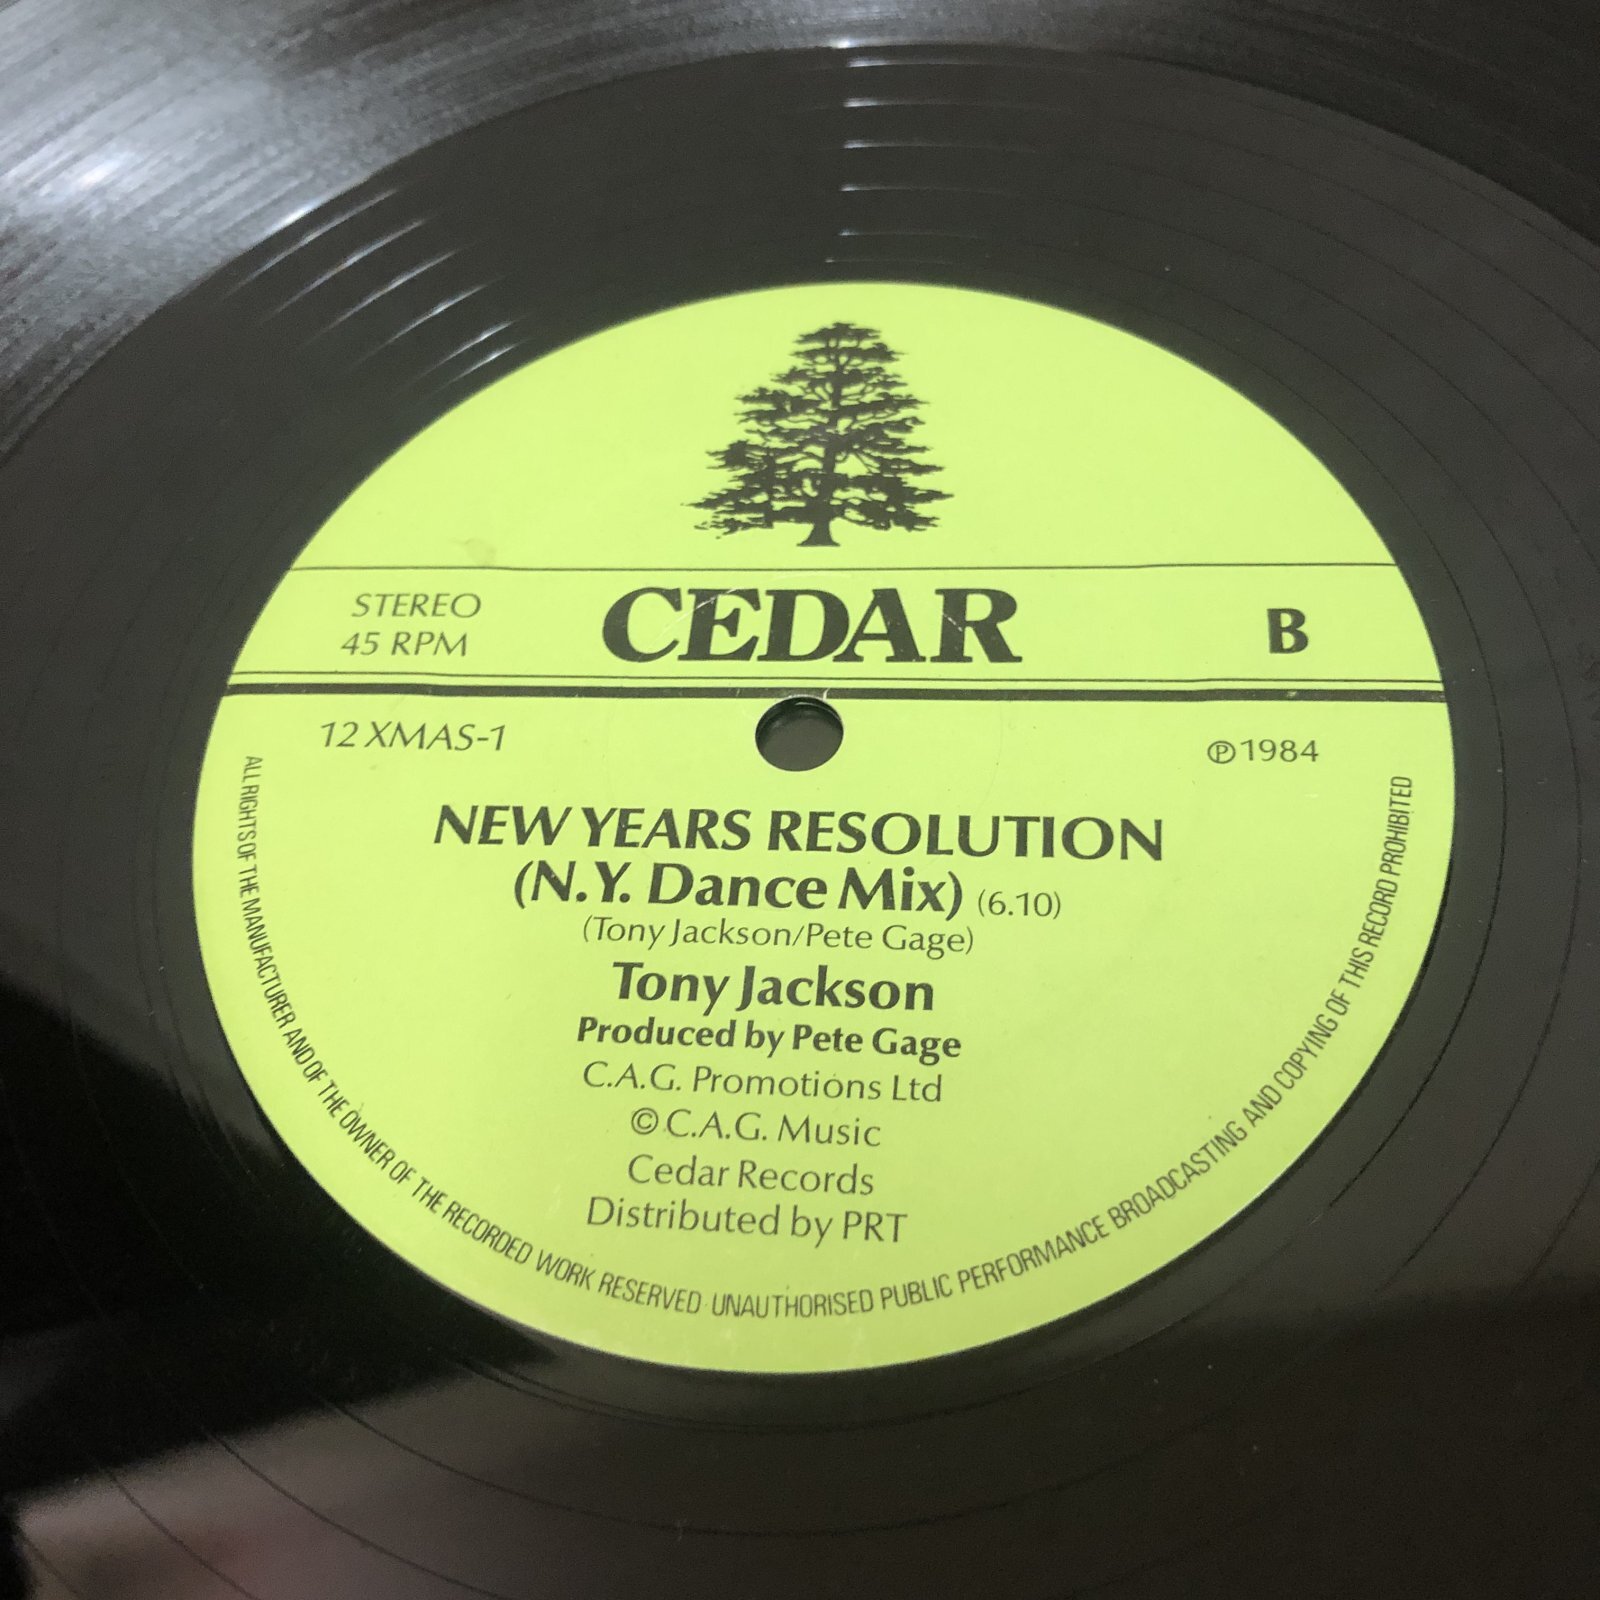 CEDAR
STEREO
45 RPM
B
12 XMAS-1
℗1984
NEW YEARS RESOLUTION
(N.Y. Dance Mix) (6.10)
(Tony Jackson/Pete Gage)
Tony Jackson
Produced by Pete Gage
C.A.G. Promotions Ltd
© C.A.G. Music
Cedar Records
Distributed by PRT
ALL RIGHTS OF THE MANUFACTURER AND OF THE OWNER OF THE RECORDED WORK RESERVED · UNAUTHORISED PUBLIC PERFORMANCE BROADCASTING AND COPYING OF THIS RECORD PROHIBITED